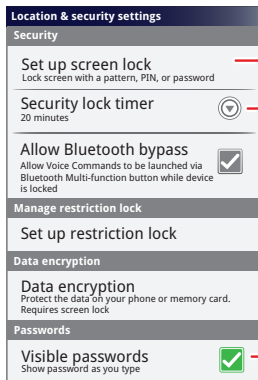 Location & security settings
Security
Set up screen lock
Lock screen with a pattern, PIN, or password
Security lock timer
20 minutes
Allow Bluetooth bypass
Allow Voice Commands to be launched via
Bluetooth Multi-function button while device
is locked
Manage restriction lock
Set up restriction lock
Data encryption
Data encryption
Protect the data on your phone or memory card.
Requires screen lock
Passwords
Visible passwords
Show password as you type